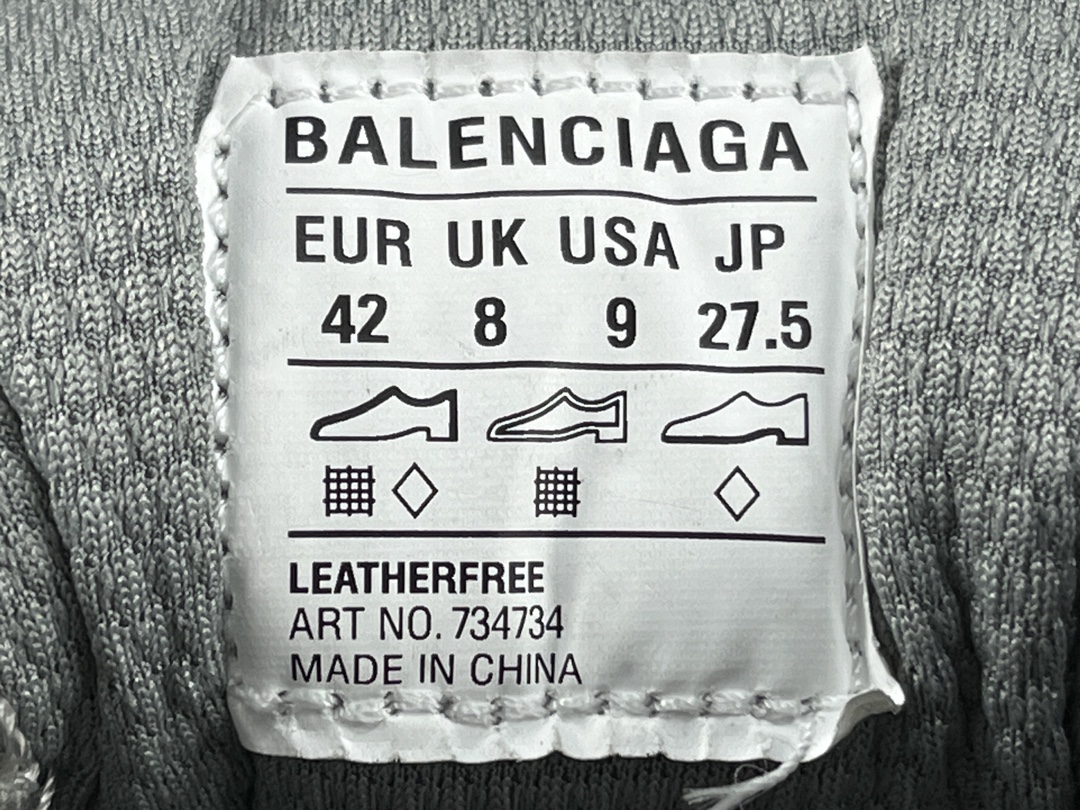 BALENCIAGA
EUR UK USA JP
42 8 9 27.5
LEATHERFREE
ART NO. 734734
MADE IN CHINA